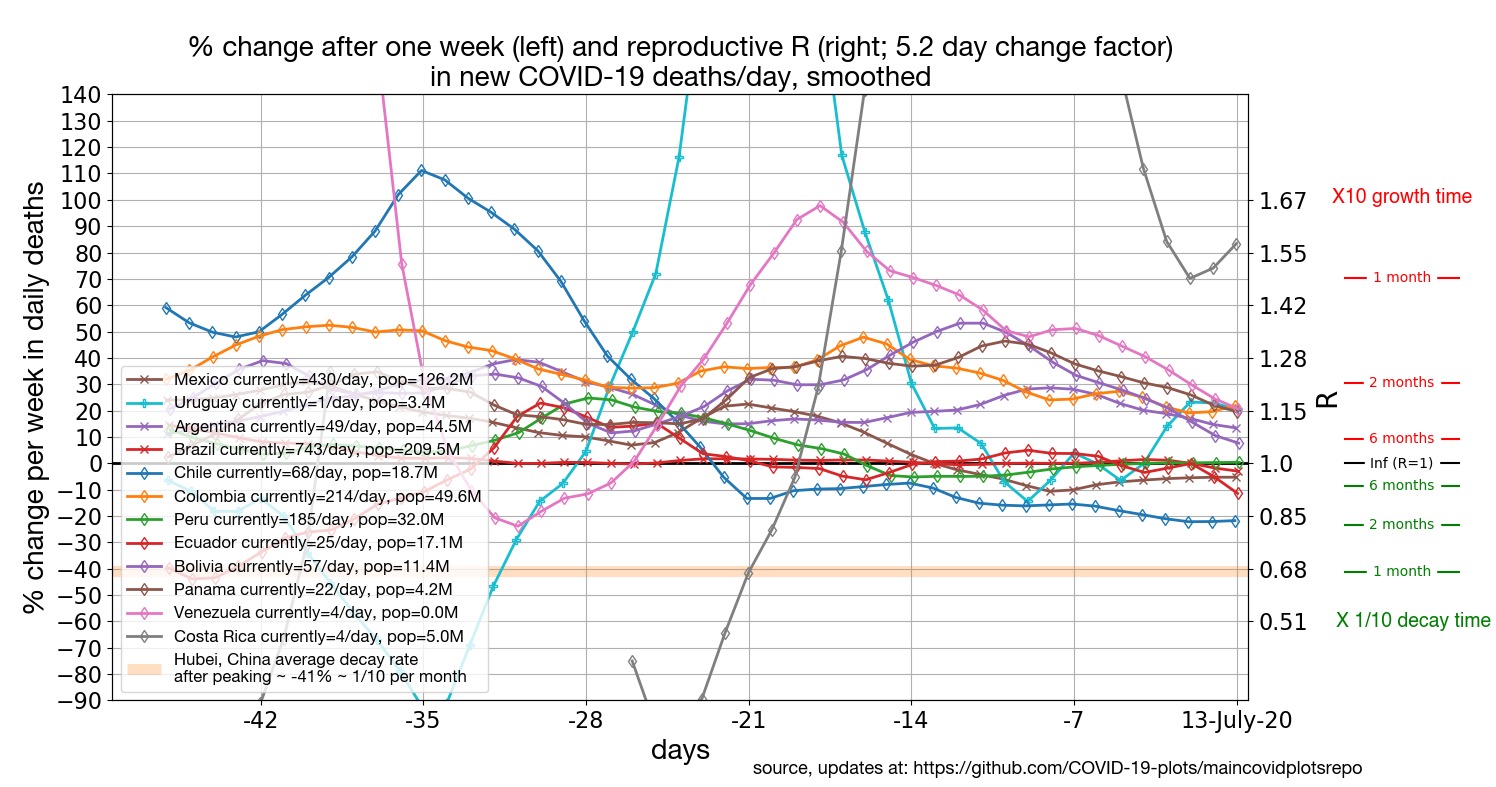 % change after one week (left) and reproductive R (right; 5.2 day change factor)
in new COVID-19 deaths/day, smoothed
% change per week in daily deaths
140
130
120
110
100
90
80
70
60
50
40
30
20
10
0
−10
−20
−30
−40
−50
−60
−70
−80
−90
Mexico currently=430/day, pop=126.2M
Uruguay currently=1/day, pop=3.4M
Argentina currently=49/day, pop=44.5M
Brazil currently=743/day, pop=209.5M
Chile currently=68/day, pop=18.7M
Colombia currently=214/day, pop=49.6M
Peru currently=185/day, pop=32.0M
Ecuador currently=25/day, pop=17.1M
Bolivia currently=57/day, pop=11.4M
Panama currently=22/day, pop=4.2M
Venezuela currently=4/day, pop=0.0M
Costa Rica currently=4/day, pop=5.0M
Hubei, China average decay rate
after peaking ~ -41% ~ 1/10 per month
1.67
1.55
1.42
1.28
1.15
1.0
0.85
0.68
0.51
R
X10 growth time
1 month
2 months
6 months
Inf (R=1)
6 months
2 months
1 month
X 1/10 decay time
-42
-35
-28
-21
-14
-7
13-July-20
days
source, updates at: https://github.com/COVID-19-plots/maincovidplotsrepo